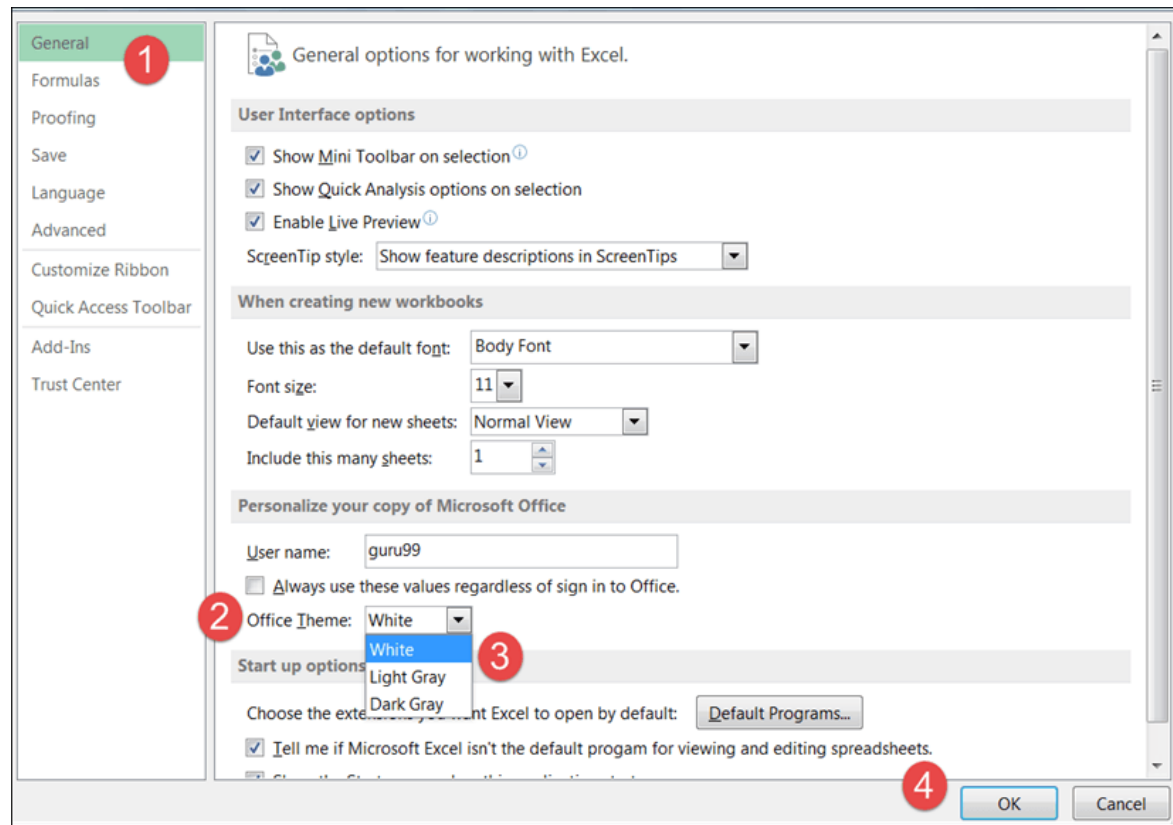 General
1
Formulas
Proofing
Save
Language
Advanced
Customize Ribbon
Quick Access Toolbar
Add-Ins
Trust Center
General options for working with Excel.
User Interface options
Show Mini Toolbar on selection
Show Quick Analysis options on selection
Enable Live Preview
ScreenTip style: Show feature descriptions in ScreenTips
When creating new workbooks
Use this as the default font: Body Font
Font size: 11
Default view for new sheets: Normal View
Include this many sheets: 1
Personalize your copy of Microsoft Office
User name: guru99
Always use these values regardless of sign in to Office.
2 Office Theme: White
White
3
Light Gray
Dark Gray
Start up options
Choose the extensions you want Excel to open by default: Default Programs...
Tell me if Microsoft Excel isn't the default progam for viewing and editing spreadsheets.
4
OK Cancel